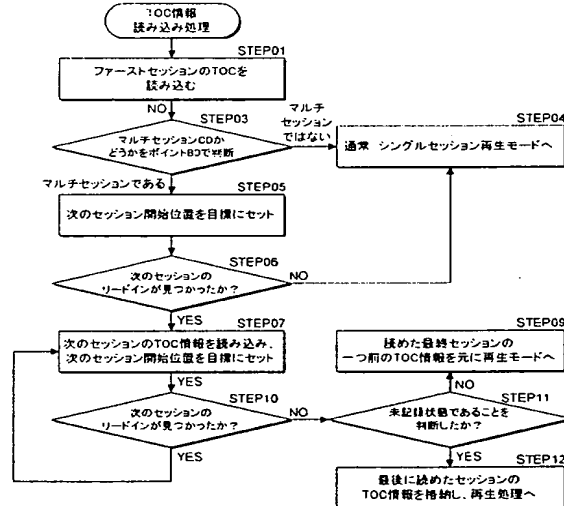 TOC情報
読み込み処理
STEP01
ファーストセッションのTOCを
読み込む
NO
STEP03
マルチセッションCDか
どうかをポイントB0で判断
マルチ
セッション
ではない
STEP04
通常 シングルセッション再生モードへ
マルチセッションである
STEP05
次のセッション開始位置を目標にセット
STEP06
次のセッションの
リードインが見つかったか？
NO
YES
STEP07
次のセッションのTOC情報を読み込み、
次のセッション開始位置を目標にセット
YES
STEP10
次のセッションの
リードインが見つかったか？
NO
YES
STEP09
読めた最終セッションの
一つ前のTOC情報を元に再生モードへ
NO
STEP11
未記録状態であることを
判断したか？
YES
STEP12
最後に読めたセッションの
TOC情報を格納し、再生処理へ